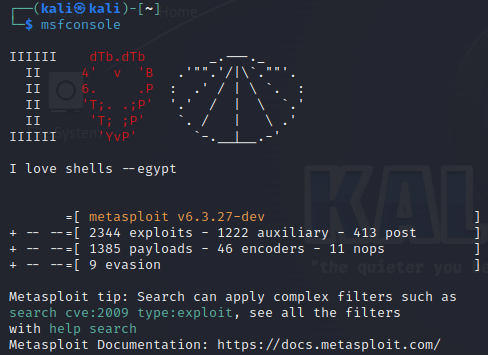 Home
┌──(kali㉿kali)-[~]
└─$ msfconsole
IIIIII    dTb.dTb        _.---._
  II     4'  v  'B   .'"".'/|\`.""'.
  II     6.     .P  :  .' / | \ `.  :
  II     'T;. .;P'  '.'  /  |  \  `.'
  II      'T; ;P'    `. /   |   \ .'
IIIIII     'YvP'       `-.__|__.-'
System
I love shells --egypt
       =[ metasploit v6.3.27-dev                          ]
+ -- --=[ 2344 exploits - 1222 auxiliary - 413 post       ]
+ -- --=[ 1385 payloads - 46 encoders - 11 nops           ]
+ -- --=[ 9 evasion                                       ]
KAL
"the quieter you
Metasploit tip: Search can apply complex filters such as
search cve:2009 type:exploit, see all the filters
with help search
Metasploit Documentation: https://docs.metasploit.com/